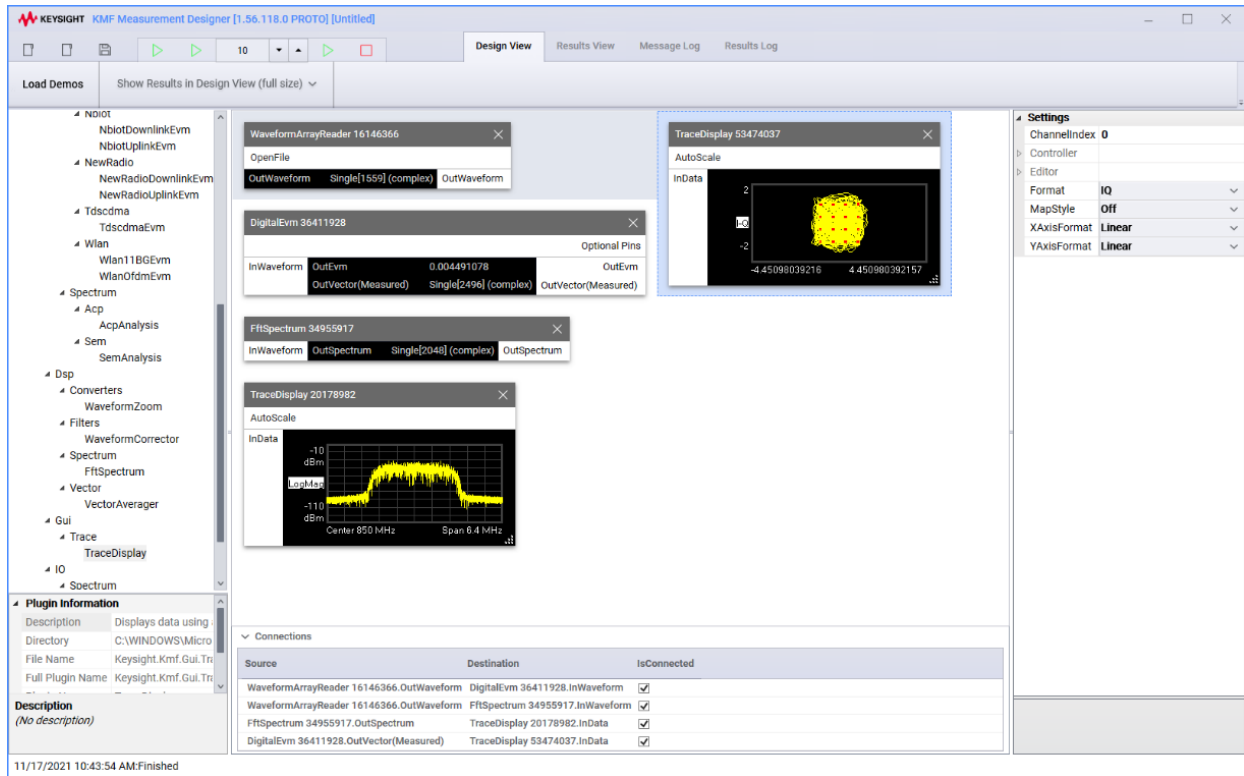 KEYSIGHT KMF Measurement Designer [1.56.118.0 PROTO] [Untitled]
10
Design View Results View Message Log Results Log
Load Demos Show Results in Design View (full size)
NbIot
NbiotDownlinkEvm
NbiotUplinkEvm
NewRadio
NewRadioDownlinkEvm
NewRadioUplinkEvm
Tdscdma
TdscdmaEvm
Wlan
Wlan11BGEvm
WlanOfdmEvm
Spectrum
Acp
AcpAnalysis
Sem
SemAnalysis
Dsp
Converters
WaveformZoom
Filters
WaveformCorrector
Spectrum
FftSpectrum
Vector
VectorAverager
Gui
Trace
TraceDisplay
IO
Spectrum
Plugin Information
Description Displays data using
Directory C:\WINDOWS\Micro
File Name Keysight.Kmf.Gui.Tra
Full Plugin Name Keysight.Kmf.Gui.Tra
Description
(No description)
WaveformArrayReader 16146366
OpenFile
OutWaveform Single[1559] (complex) OutWaveform
DigitalEvm 36411928
Optional Pins
InWaveform OutEvm 0.004491078 OutEvm
OutVector(Measured) Single[2496] (complex) OutVector(Measured)
FftSpectrum 34955917
InWaveform OutSpectrum Single[2048] (complex) OutSpectrum
TraceDisplay 20178982
AutoScale
InData
-10
dBm
LogMag
-110
dBm
Center 850 MHz Span 6.4 MHz
TraceDisplay 53474037
AutoScale
InData
2
I-Q
-2
-4.45098039216 4.450980392157
Connections
Source Destination IsConnected
WaveformArrayReader 16146366.OutWaveform DigitalEvm 36411928.InWaveform
WaveformArrayReader 16146366.OutWaveform FftSpectrum 34955917.InWaveform
FftSpectrum 34955917.OutSpectrum TraceDisplay 20178982.InData
DigitalEvm 36411928.OutVector(Measured) TraceDisplay 53474037.InData
Settings
ChannelIndex 0
Controller
Editor
Format IQ
MapStyle Off
XAxisFormat Linear
YAxisFormat Linear
11/17/2021 10:43:54 AM:Finished